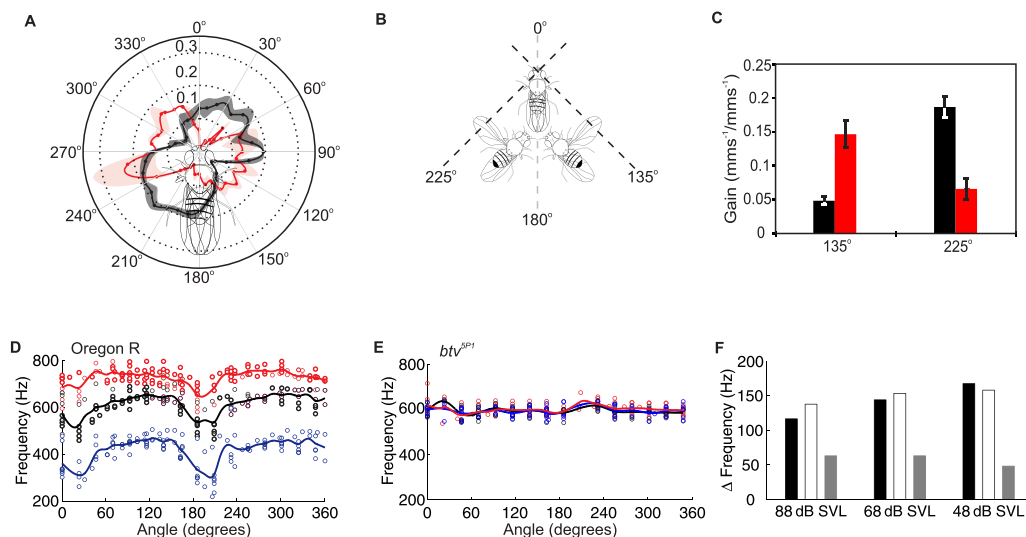 A
0°
330°
30°
0.3
300°
0.2
60°
0.1
270°
90°
240°
120°
210°
150°
180°
B
0°
225°
135°
180°
C
Gain (mms⁻¹/mms⁻¹)
0.25
0.2
0.15
0.1
0.05
0
135°
225°
D
Oregon R
Frequency (Hz)
800
600
400
200
0 60 120 180 240 300 360
Angle (degrees)
E
btv⁵ᴾ¹
Frequency (Hz)
800
600
400
200
0 60 120 180 240 300 360
Angle (degrees)
F
Δ Frequency (Hz)
200
150
100
50
0
88 dB SVL 68 dB SVL 48 dB SVL